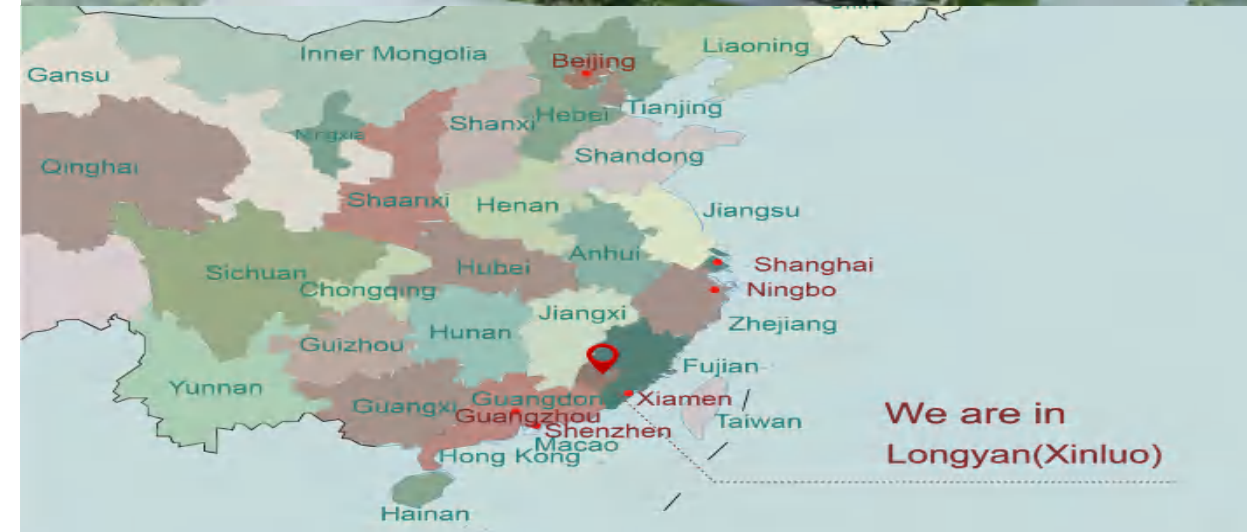 Inner Mongolia
Liaoning
Beijing
Gansu
Hebei
Tianjing
Shanxi
Ningxia
Shandong
Qinghai
Shaanxi
Henan
Jiangsu
Anhui
Shanghai
Sichuan
Hubei
Chongqing
Ningbo
Jiangxi
Zhejiang
Hunan
Guizhou
Fujian
Yunnan
Guangdon
Xiamen
Guangxi
Guangzhou
Taiwan
We are in
Shenzhen
Macao
Hong Kong
Longyan(Xinluo)
Hainan